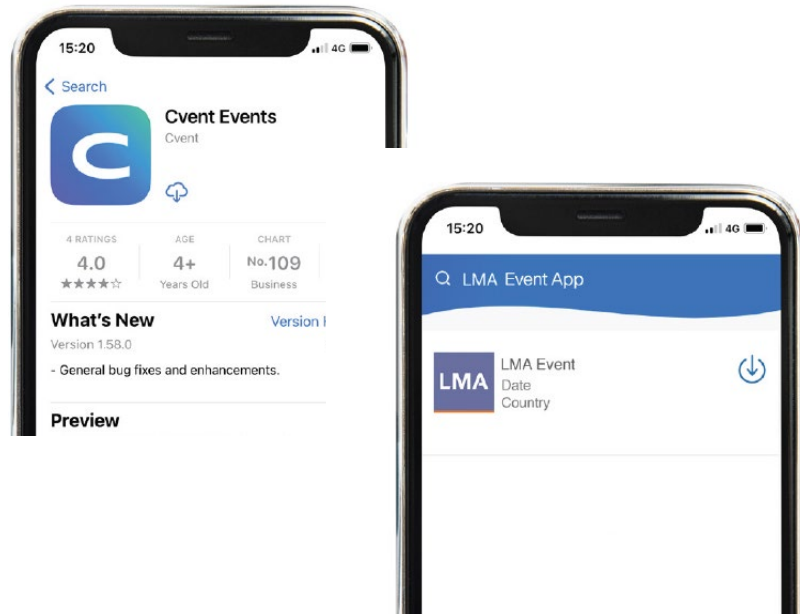 15:20
4G
Search
Cvent Events
Cvent
C
4 RATINGS
AGE
CHART
4.0
4+
No.109
★★★★☆
Years Old
Business
What's New
Version
Version 1.58.0
- General bug fixes and enhancements.
Preview
15:20
4G
LMA Event App
LMA
LMA Event
Date
Country